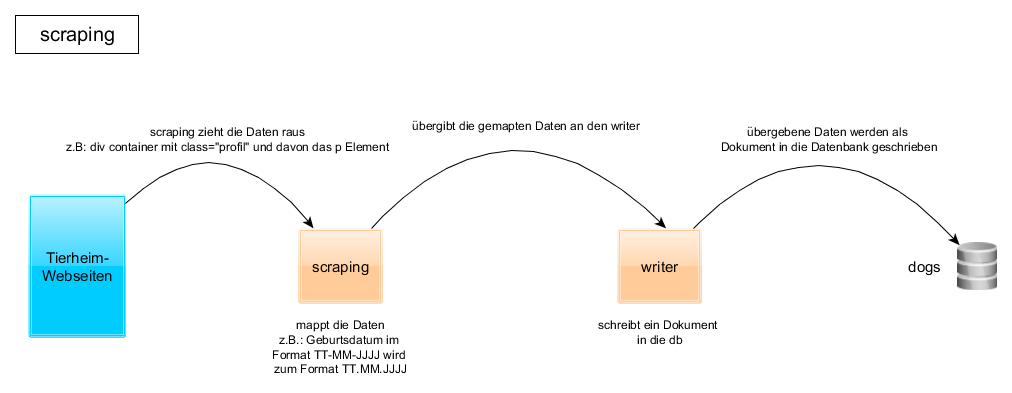 scraping
scraping zieht die Daten raus
z.B: div container mit class="profil" und davon das p Element
übergibt die gemapten Daten an den writer
übergebene Daten werden als
Dokument in die Datenbank geschrieben
Tierheim-
Webseiten
scraping
writer
dogs
mappt die Daten
z.B.: Geburtsdatum im
Format TT-MM-JJJJ wird
zum Format TT.MM.JJJJ
schreibt ein Dokument
in die db